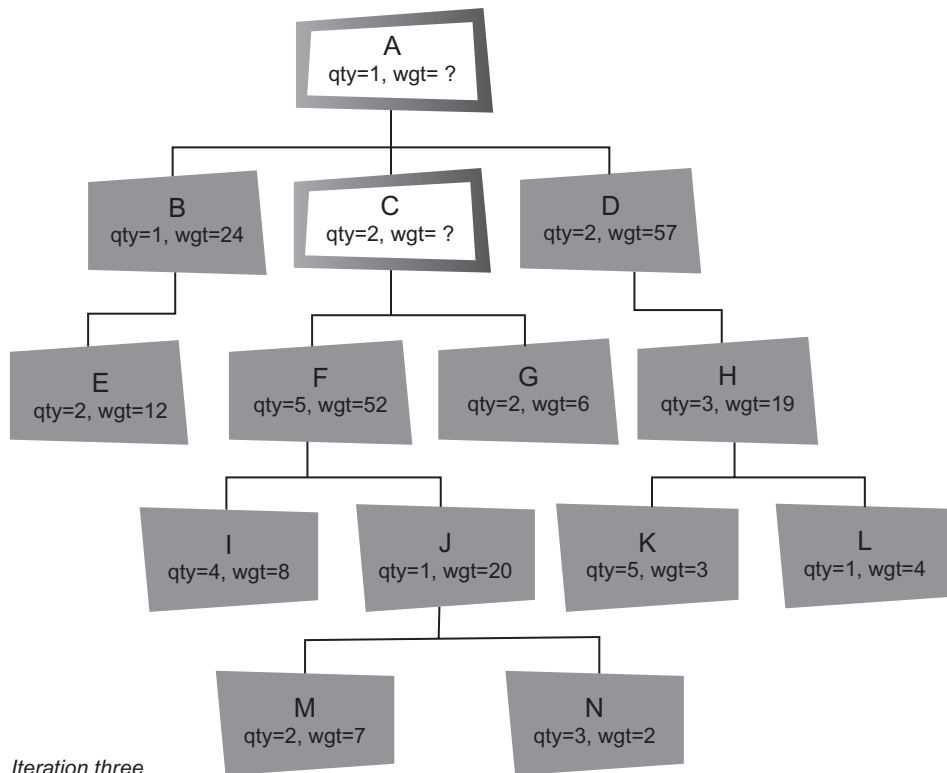 A
qty=1, wgt= ?
B
qty=1, wgt=24
C
qty=2, wgt= ?
D
qty=2, wgt=57
E
qty=2, wgt=12
F
qty=5, wgt=52
G
qty=2, wgt=6
H
qty=3, wgt=19
I
qty=4, wgt=8
J
qty=1, wgt=20
K
qty=5, wgt=3
L
qty=1, wgt=4
M
qty=2, wgt=7
N
qty=3, wgt=2
Iteration three